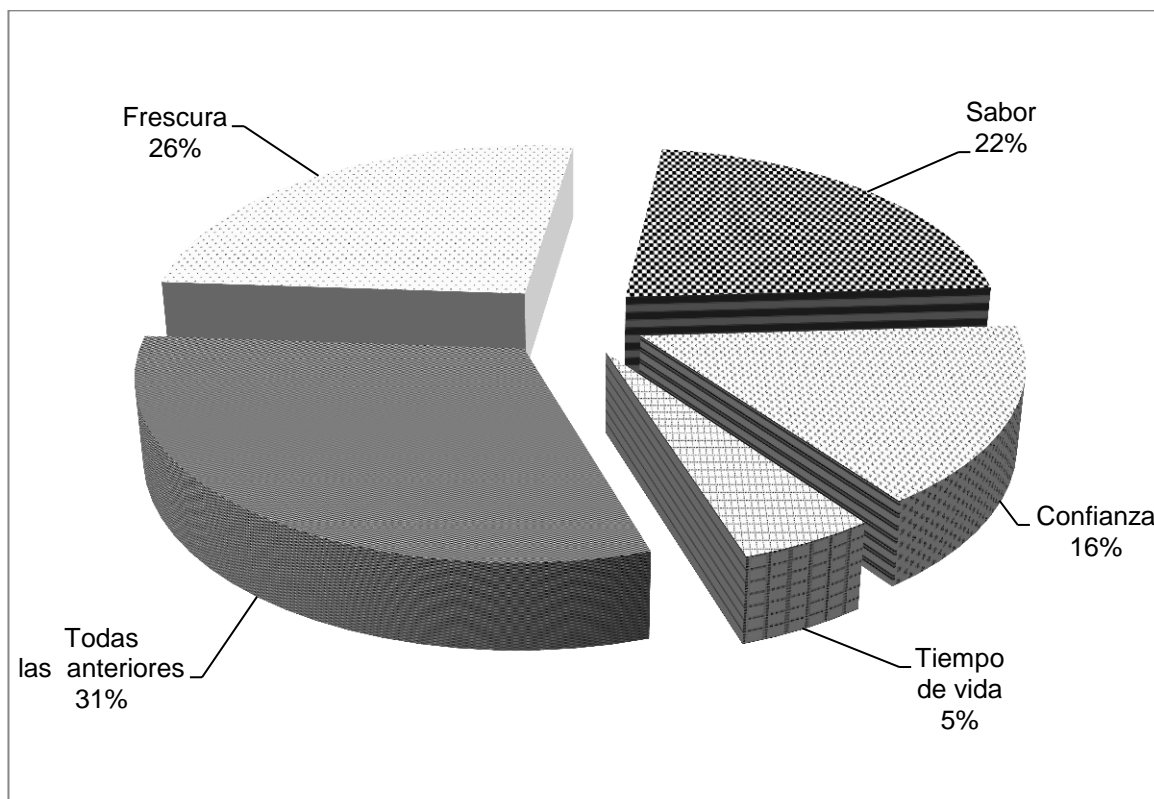 Frescura
26%
Sabor
22%
Confianza
16%
Tiempo
de vida
5%
Todas
las anteriores
31%